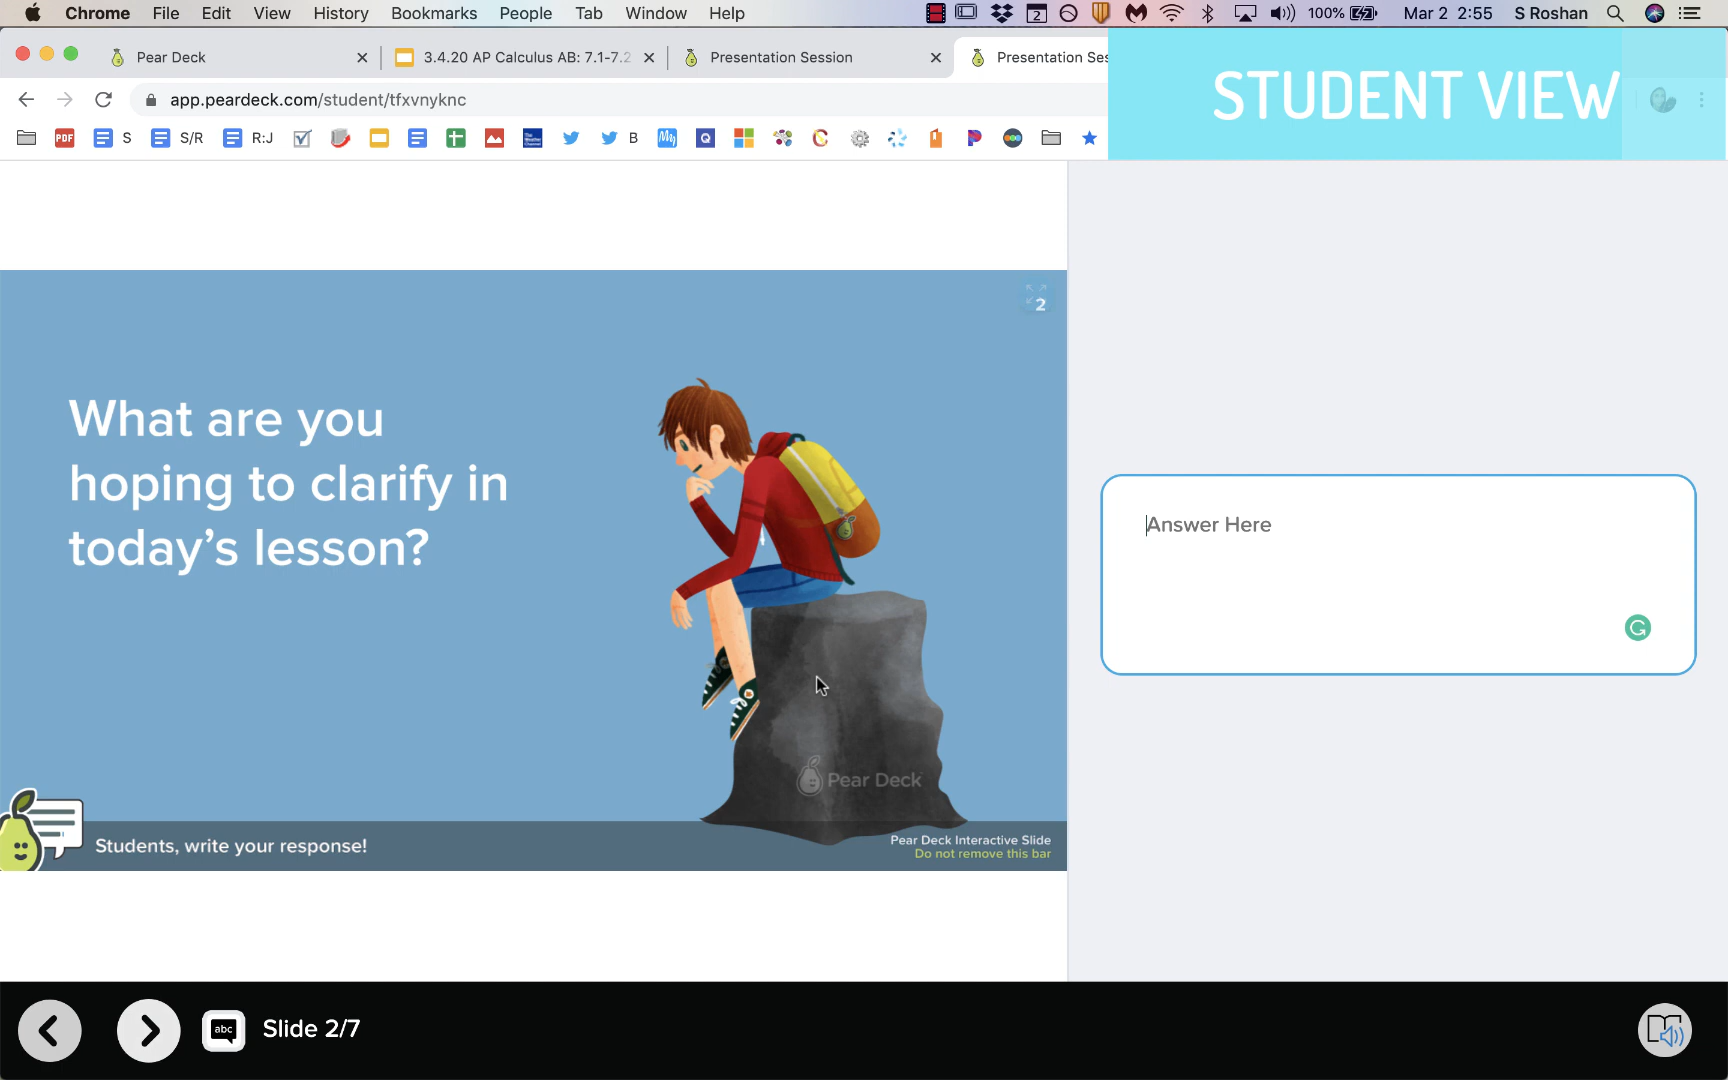 Chrome File Edit View History Bookmarks People Tab Window Help 2 100% Mar 2 2:55 S Roshan
Pear Deck 3.4.20 AP Calculus AB: 7.1-7.2 Presentation Session Presentation Ses
STUDENT VIEW
app.peardeck.com/student/tfxvnyknc
PDF S S/R R:J B My Q
2
What are you
hoping to clarify in
today’s lesson?
Answer Here
Pear Deck
Students, write your response!
Pear Deck Interactive Slide
Do not remove this bar
abc Slide 2/7